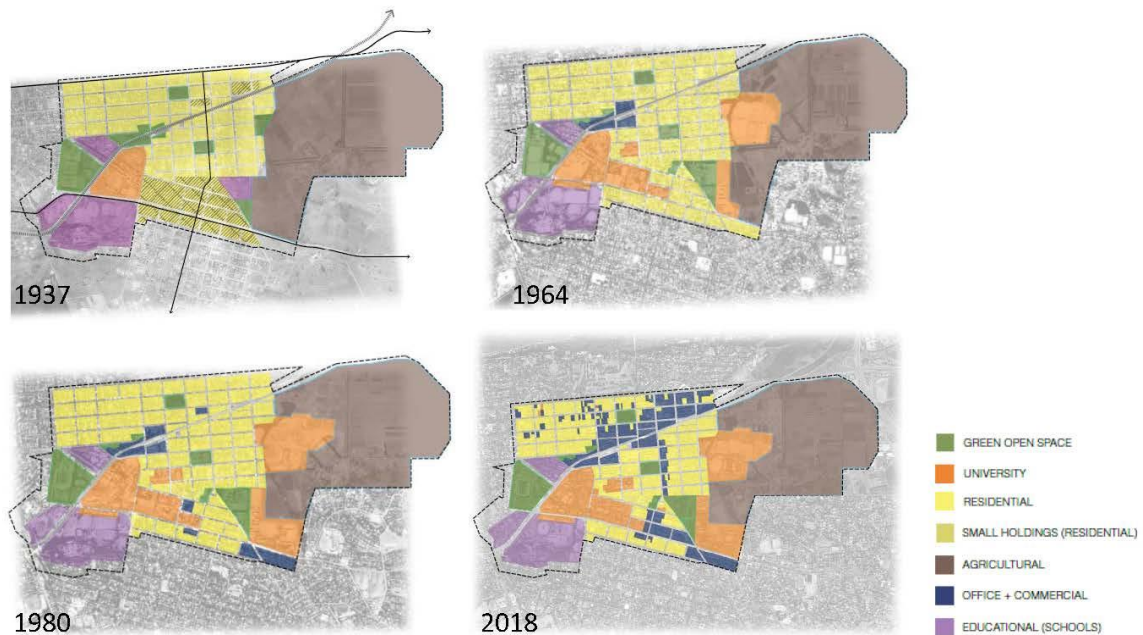 1937
1964
1980
2018
GREEN OPEN SPACE
UNIVERSITY
RESIDENTIAL
SMALL HOLDINGS (RESIDENTIAL)
AGRICULTURAL
OFFICE + COMMERCIAL
EDUCATIONAL (SCHOOLS)